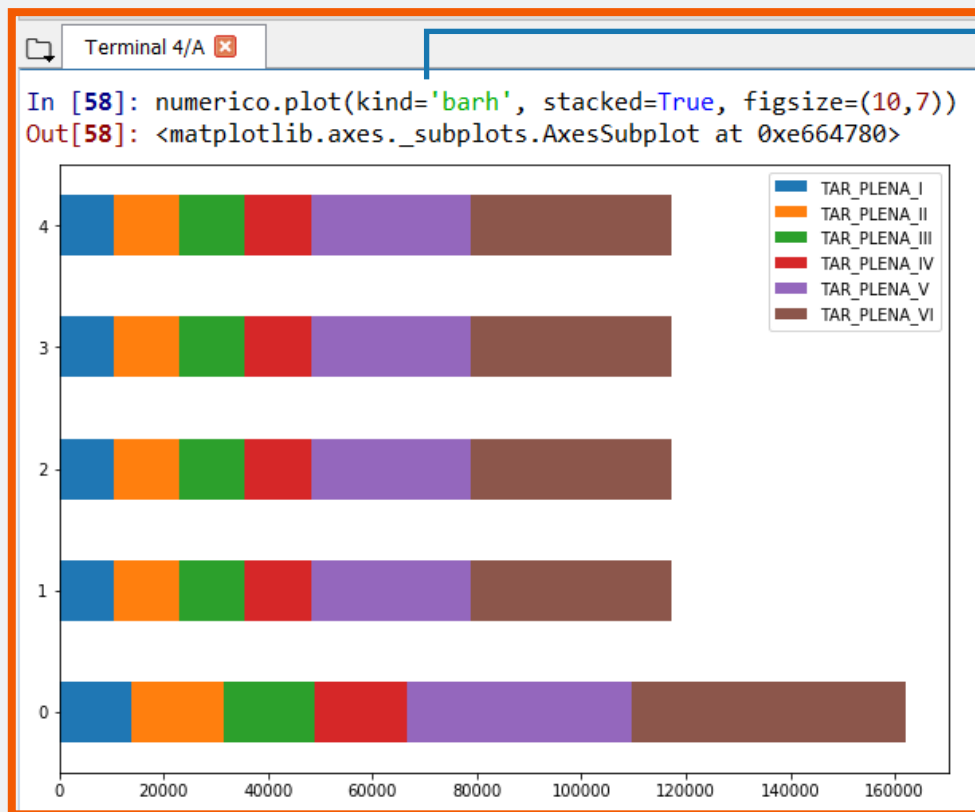 Terminal 4/A
In [58]: numerico.plot(kind='barh', stacked=True, figsize=(10,7))
Out[58]: <matplotlib.axes._subplots.AxesSubplot at 0xe664780>
TAR_PLENA_I
TAR_PLENA_II
TAR_PLENA_III
TAR_PLENA_IV
TAR_PLENA_V
TAR_PLENA_VI
4
3
2
1
0
0 20000 40000 60000 80000 100000 120000 140000 160000